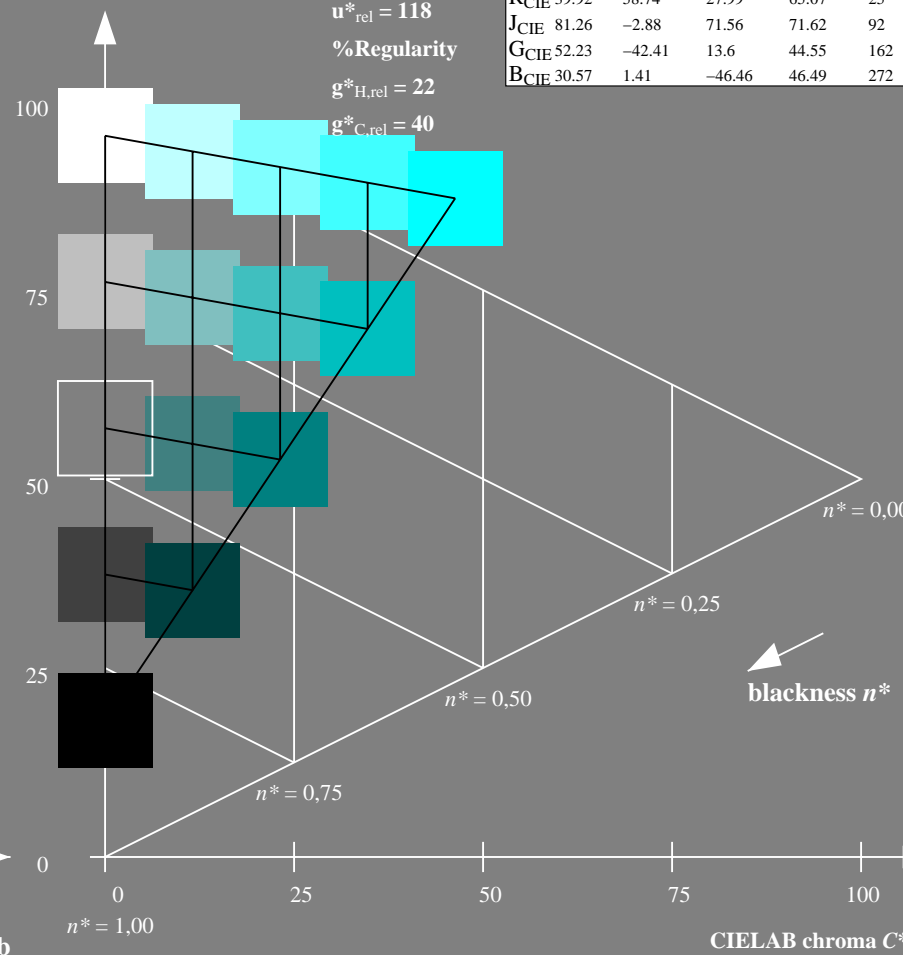 u*rel = 118
%Regularity
g*H,rel = 22
g*C,rel = 40
JCIE 81.26 −2.88 71.56 71.62 92
GCIE 52.23 −42.41 13.6 44.55 162
BCIE 30.57 1.41 −46.46 46.49 272
100
75
50
25
0
n* = 0,00
n* = 0,25
blackness n*
n* = 0,50
n* = 0,75
0 25 50 75 100
n* = 1,00
CIELAB chroma C*
b